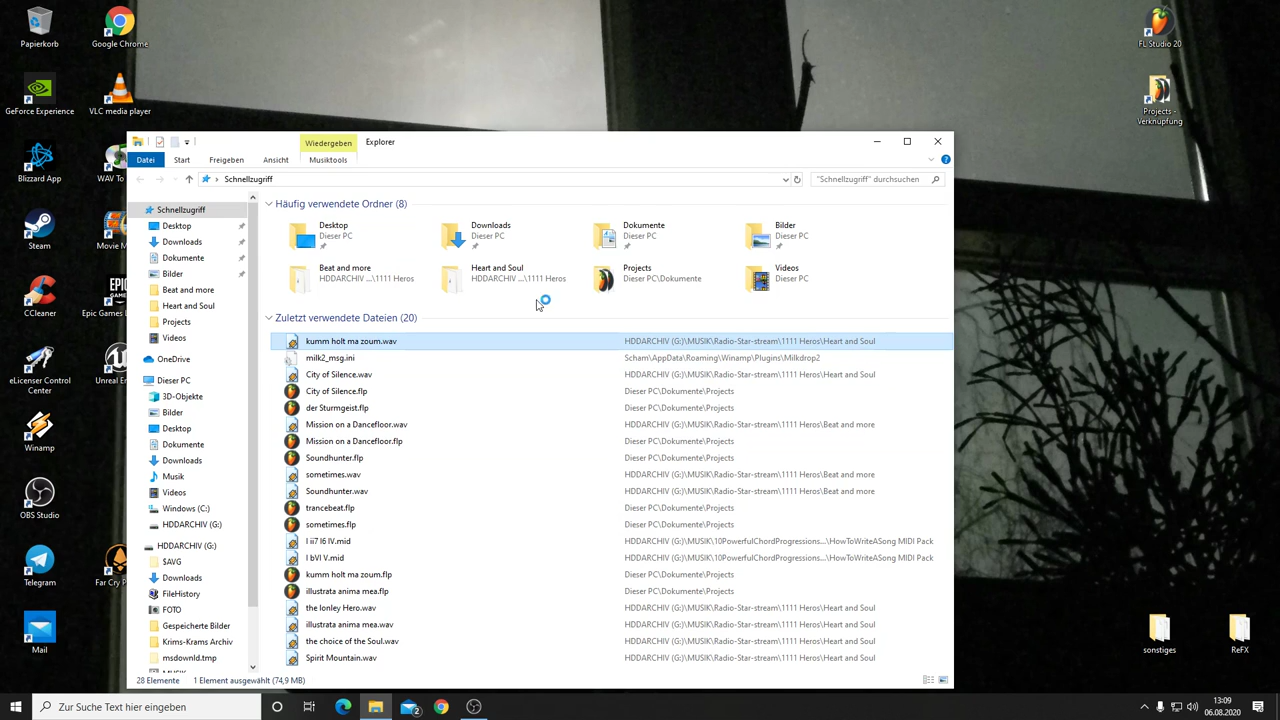 Papierkorb
Google Chrome
FL Studio 20
GeForce Experience
VLC media player
Projects -
Verknüpfung
Blizzard App
WAV To
Steam
Movie M
CCleaner
Epic
Games L
eLicenser Control
Center
Unreal En
Winamp
OBS Studio
Telegram
Far Cry P
Mail
sonstiges
ReFX
Wiedergeben
Explorer
Datei
Start
Freigeben
Ansicht
Musiktools
Schnellzugriff
"Schnellzugriff" durchsuchen
Schnellzugriff
Desktop
Downloads
Dokumente
Bilder
Beat and more
Heart and Soul
Projects
Videos
OneDrive
Dieser PC
3D-Objekte
Bilder
Desktop
Dokumente
Downloads
Musik
Videos
Windows (C:)
HDDARCHIV (G:)
HDDARCHIV (G:)
$AVG
Downloads
FileHistory
FOTO
Gespeicherte Bilder
Krims-Krams Archiv
msdownld.tmp
Häufig verwendete Ordner (8)
Desktop
Dieser PC
Downloads
Dieser PC
Dokumente
Dieser PC
Bilder
Dieser PC
Beat and more
HDDARCHIV ...\1111 Heros
Heart and Soul
HDDARCHIV ...\1111 Heros
Projects
Dieser PC\Dokumente
Videos
Dieser PC
Zuletzt verwendete Dateien (20)
kumm holt ma zoum.wav HDDARCHIV (G:)\MUSIK\Radio-Star-stream\1111 Heros\Heart and Soul
milk2_msg.ini Scham\AppData\Roaming\Winamp\Plugins\Milkdrop2
City of Silence.wav HDDARCHIV (G:)\MUSIK\Radio-Star-stream\1111 Heros\Heart and Soul
City of Silence.flp Dieser PC\Dokumente\Projects
der Sturmgeist.flp Dieser PC\Dokumente\Projects
Mission on a Dancefloor.wav HDDARCHIV (G:)\MUSIK\Radio-Star-stream\1111 Heros\Beat and more
Mission on a Dancefloor.flp Dieser PC\Dokumente\Projects
Soundhunter.flp Dieser PC\Dokumente\Projects
sometimes.wav HDDARCHIV (G:)\MUSIK\Radio-Star-stream\1111 Heros\Beat and more
Soundhunter.wav HDDARCHIV (G:)\MUSIK\Radio-Star-stream\1111 Heros\Beat and more
trancebeat.flp Dieser PC\Dokumente\Projects
sometimes.flp Dieser PC\Dokumente\Projects
I ii7 I6 IV.mid HDDARCHIV (G:)\MUSIK\10PowerfulChordProgressions...\HowToWriteASong MIDI Pack
I bVI V.mid HDDARCHIV (G:)\MUSIK\10PowerfulChordProgressions...\HowToWriteASong MIDI Pack
kumm holt ma zoum.flp Dieser PC\Dokumente\Projects
illustrata anima mea.flp Dieser PC\Dokumente\Projects
the lonley Hero.wav HDDARCHIV (G:)\MUSIK\Radio-Star-stream\1111 Heros\Heart and Soul
illustrata anima mea.wav HDDARCHIV (G:)\MUSIK\Radio-Star-stream\1111 Heros\Heart and Soul
the choice of the Soul.wav HDDARCHIV (G:)\MUSIK\Radio-Star-stream\1111 Heros\Heart and Soul
Spirit Mountain.wav HDDARCHIV (G:)\MUSIK\Radio-Star-stream\1111 Heros\Heart and Soul
28 Elemente 1 Element ausgewählt (74,9 MB)
Zur Suche Text hier eingeben
2
13:09
06.08.2020